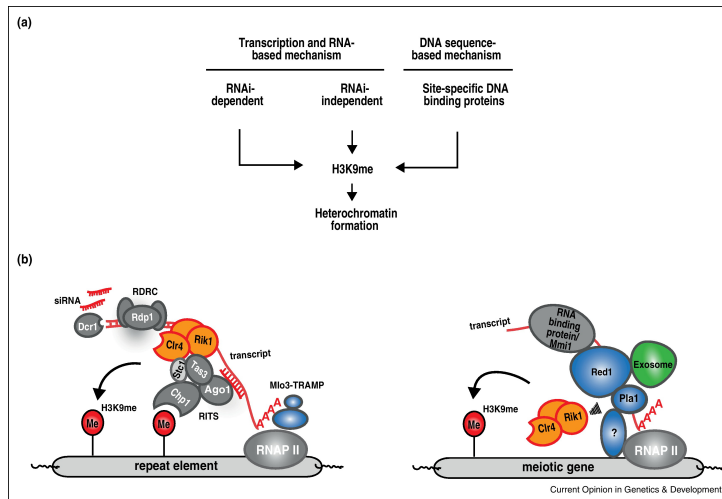 (a)
Transcription and RNA-
based mechanism
DNA sequence-
based mechanism
RNAi-
dependent
RNAi-
independent
Site-specific DNA
binding proteins
H3K9me
Heterochromatin
formation
(b)
siRNA
RDRC
Dcr1
Rdp1
Clr4
Rik1
transcript
Stc1
Tas3
Ago1
Chp1
RITS
Mlo3-TRAMP
H3K9me
Me
Me
AAAA
RNAP II
repeat element
transcript
RNA
binding
protein/
Mmi1
Red1
Exosome
Pla1
H3K9me
Me
Clr4
Rik1
?
AAAA
RNAP II
meiotic gene
Current Opinion in Genetics & Development